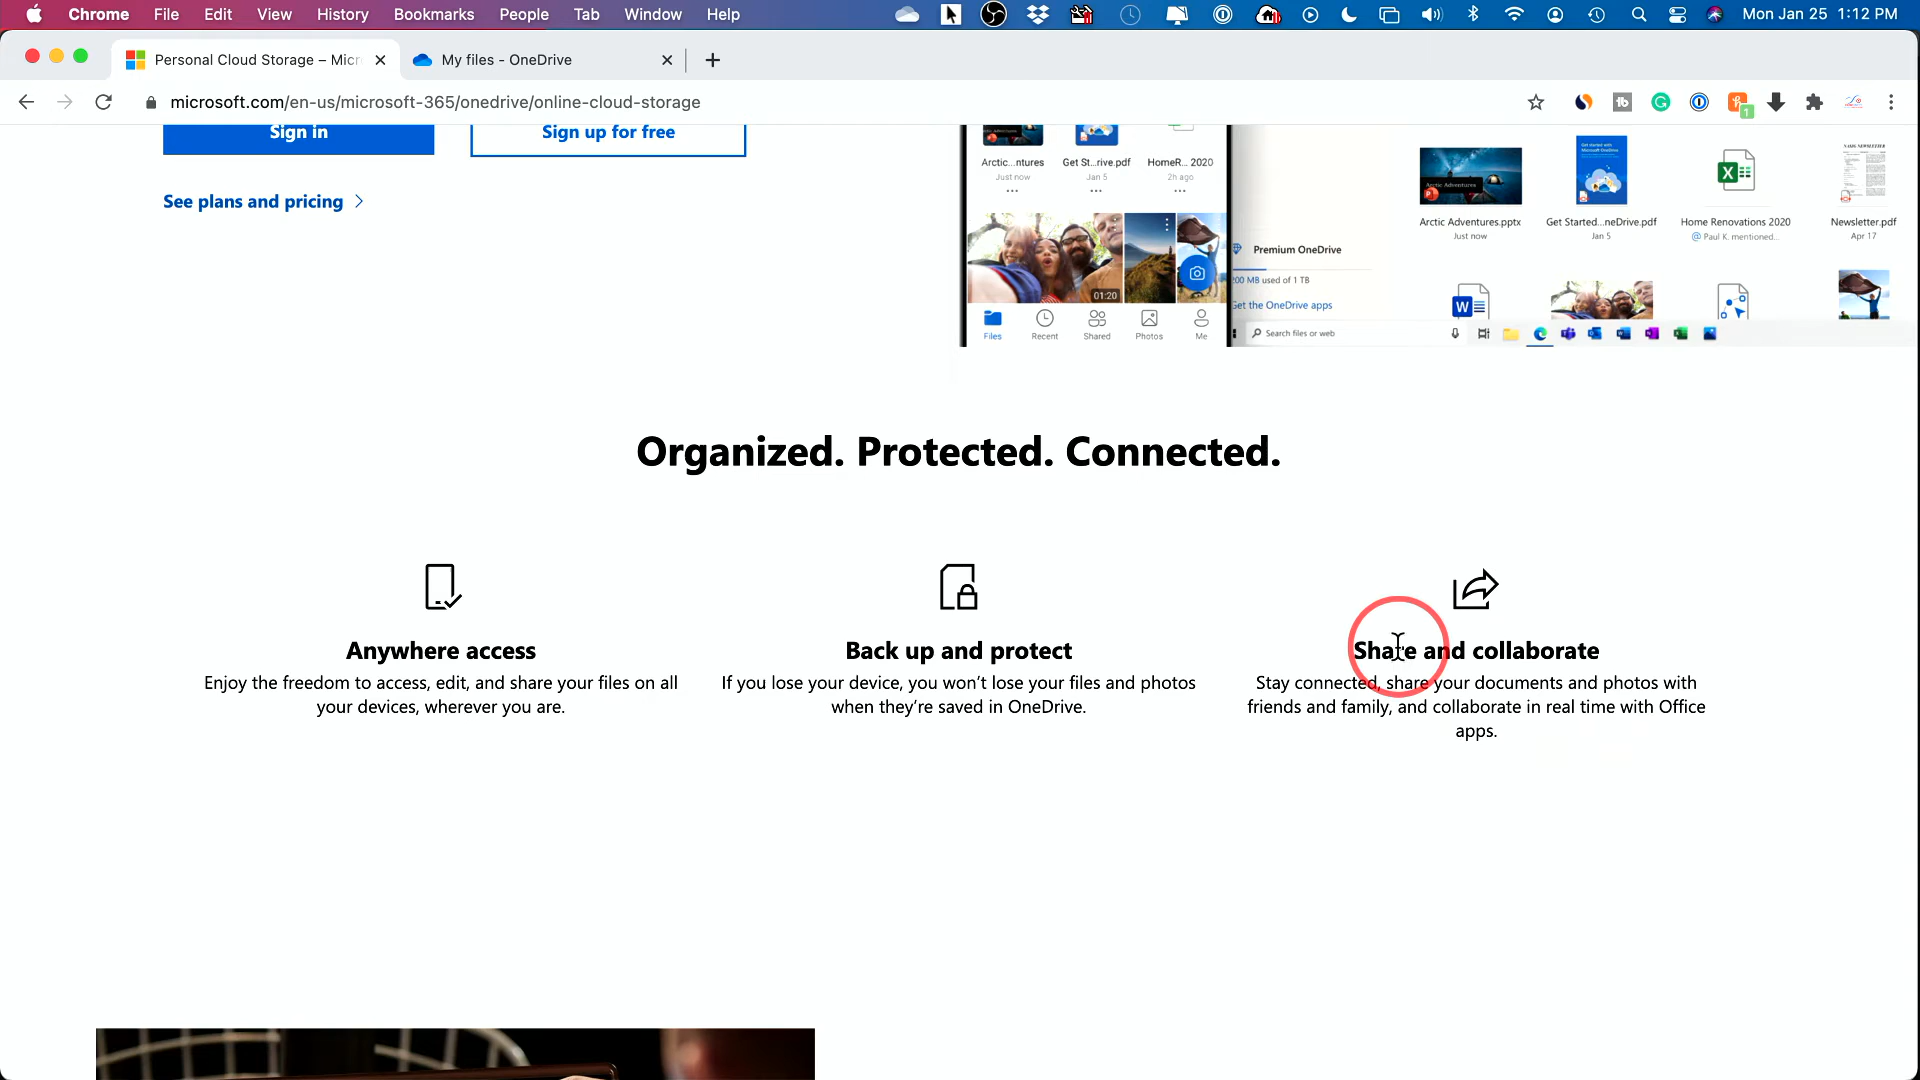 Chrome File Edit View History Bookmarks People Tab Window Help Mon Jan 25 1:12 PM
Personal Cloud Storage – Micr My files - OneDrive
microsoft.com/en-us/microsoft-365/onedrive/online-cloud-storage
1
Sign in
Sign up for free
See plans and pricing
Arctic...ntures Get St...rive.pdf HomeR... 2020
Just now Jan 5 2h ago
01:20
Files Recent Shared Photos Me
Premium OneDrive
200 MB used of 1 TB
Get the OneDrive apps
Arctic Adventures
Arctic Adventures.pptx Get Started...neDrive.pdf Home Renovations 2020 Newsletter.pdf
Just now Jan 5 @ Paul K. mentioned... Apr 17
Search files or web
Organized. Protected. Connected.
Anywhere access
Enjoy the freedom to access, edit, and share your files on all
your devices, wherever you are.
Back up and protect
If you lose your device, you won't lose your files and photos
when they're saved in OneDrive.
Share and collaborate
Stay connected, share your documents and photos with
friends and family, and collaborate in real time with Office
apps.